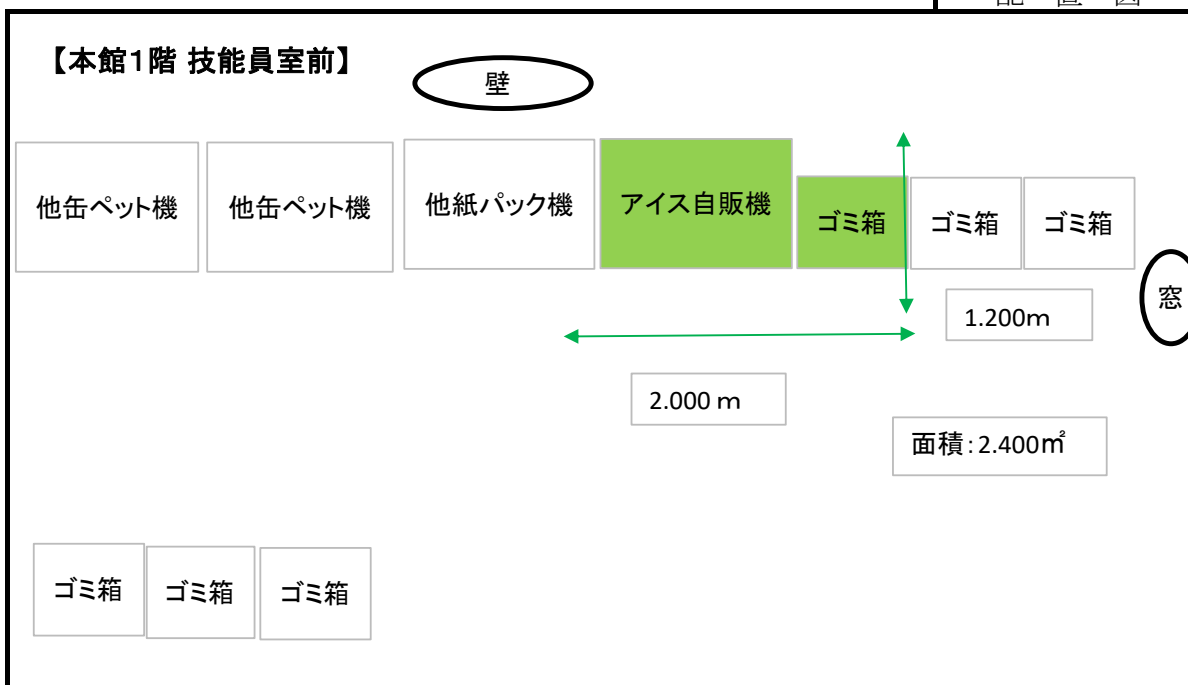 配 置 図
【本館1階 技能員室前】
壁
他缶ペット機
他缶ペット機
他紙パック機
アイス自販機
ゴミ箱
ゴミ箱
ゴミ箱
窓
1.200m
2.000 m
面積:2.400㎡
ゴミ箱
ゴミ箱
ゴミ箱